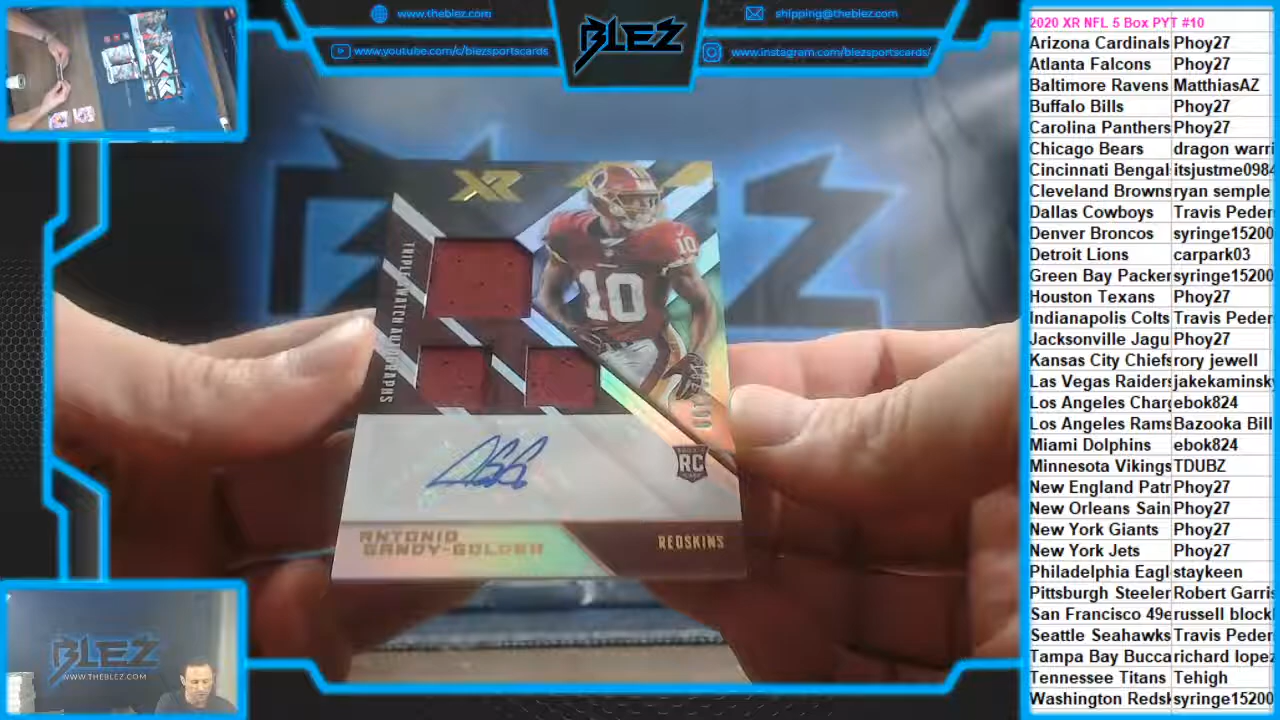 www.theblez.com
shipping@theblez.com
www.youtube.com/c/blezsportscards
www.instagram.com/blezsportscards/
BLEZ
XR
10
10
TRIPLE SWATCH AUTOGRAPHS
RC
ANTONIO
GANDY-GOLDEN
REDSKINS
BLEZ
WWW.THEBLEZ.COM
2020 XR NFL 5 Box PYT #10
Arizona Cardinals Phoy27
Atlanta Falcons Phoy27
Baltimore Ravens MatthiasAZ
Buffalo Bills Phoy27
Carolina Panthers Phoy27
Chicago Bears dragon warri
Cincinnati Bengal itsjustme0984
Cleveland Browns ryan semple
Dallas Cowboys Travis Peder
Denver Broncos syringe15200
Detroit Lions carpark03
Green Bay Packer syringe15200
Houston Texans Phoy27
Indianapolis Colts Travis Peder
Jacksonville Jagu Phoy27
Kansas City Chiefs rory jewell
Las Vegas Raiders jakekaminsky
Los Angeles Charg ebok824
Los Angeles Rams Bazooka Bill
Miami Dolphins ebok824
Minnesota Vikings TDUBZ
New England Patr Phoy27
New Orleans Sain Phoy27
New York Giants Phoy27
New York Jets Phoy27
Philadelphia Eagl staykeen
Pittsburgh Steeler Robert Garris
San Francisco 49e russell block
Seattle Seahawks Travis Peder
Tampa Bay Bucca richard lopez
Tennessee Titans Tehigh
Washington Redsk syringe15200